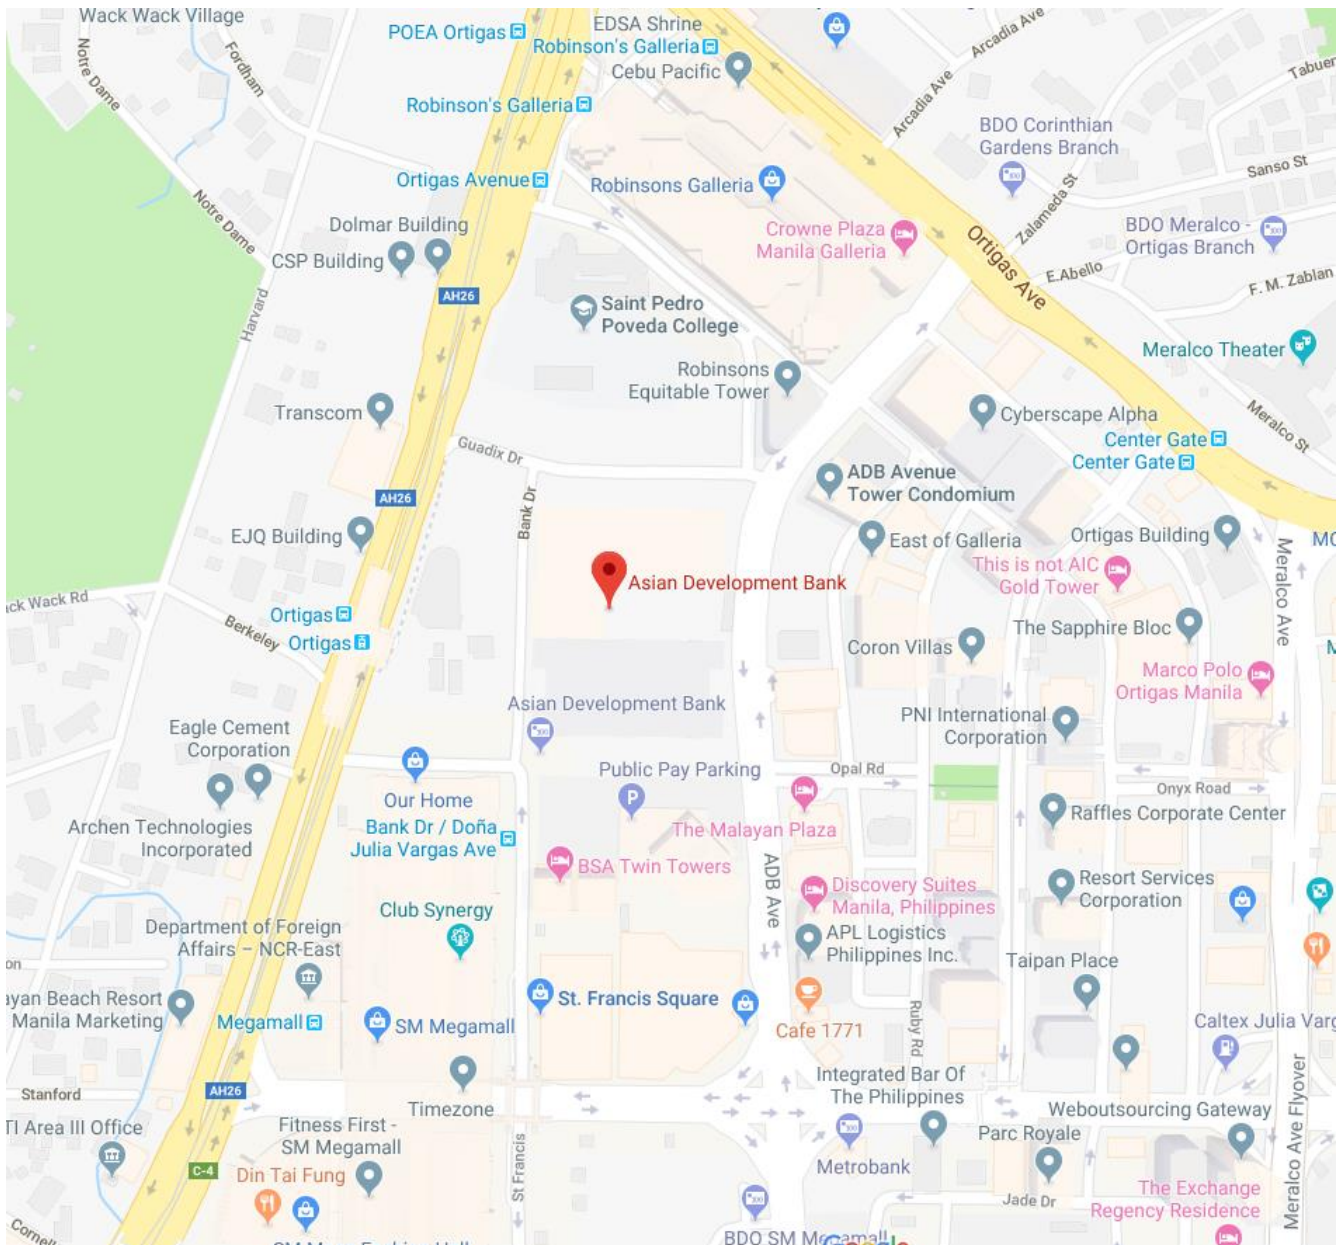 Wack Wack Village
POEA Ortigas
EDSA Shrine
Robinson's Galleria
Cebu Pacific
Arcadia Ave
Notre Dame
Fordham
Robinson's Galleria
Arcadia Ave
BDO Corinthian
Gardens Branch
Sanso St
Ortigas Avenue
Robinsons Galleria
Zalameda St
Notre Dame
Dolmar Building
CSP Building
Crowne Plaza
Manila Galleria
Ortigas Ave
BDO Meralco -
Ortigas Branch
E.Abello
F. M. Zablan
AH26
Harvard
Saint Pedro
Poveda College
Meralco Theater
Robinsons
Equitable Tower
Transcom
Cyberscape Alpha
Meralco St
Center Gate
Center Gate
Guadix Dr
ADB Avenue
Tower Condomium
AH26
Bank Dr
EJQ Building
East of Galleria
Ortigas Building
Meralco Ave
This is not AIC
Gold Tower
Asian Development Bank
ck Wack Rd
Ortigas
Berkeley
Ortigas
Coron Villas
The Sapphire Bloc
Marco Polo
Ortigas Manila
Asian Development Bank
PNI International
Corporation
Eagle Cement
Corporation
Public Pay Parking
Opal Rd
Onyx Road
Our Home
Raffles Corporate Center
Archen Technologies
Incorporated
Bank Dr / Doña
Julia Vargas Ave
The Malayan Plaza
BSA Twin Towers
ADB Ave
Discovery Suites
Manila, Philippines
Resort Services
Corporation
Club Synergy
Department of Foreign
Affairs – NCR-East
APL Logistics
Philippines Inc.
Taipan Place
on
ayan Beach Resort
Manila Marketing
Megamall
SM Megamall
St. Francis Square
Cafe 1771
Ruby Rd
Caltex Julia Varg
AH26
Stanford
Timezone
Integrated Bar Of
The Philippines
Weboutsourcing Gateway
Meralco Ave Flyover
TI Area III Office
Fitness First -
SM Megamall
St Francis
Metrobank
Parc Royale
C-4
Din Tai Fung
Jade Dr
The Exchange
Regency Residence
BDO SM Megamall